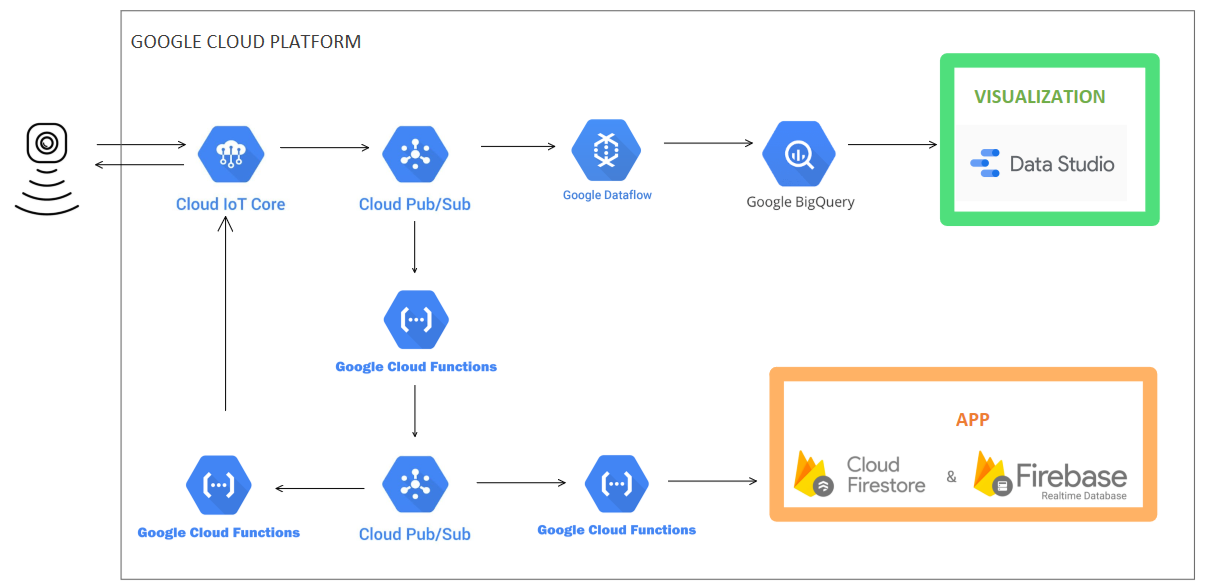 GOOGLE CLOUD PLATFORM
VISUALIZATION
Data Studio
Cloud IoT Core
Cloud Pub/Sub
Google Dataflow
Google BigQuery
Google Cloud Functions
APP
Cloud
Firestore
&
Firebase
Realtime Database
Google Cloud Functions
Cloud Pub/Sub
Google Cloud Functions